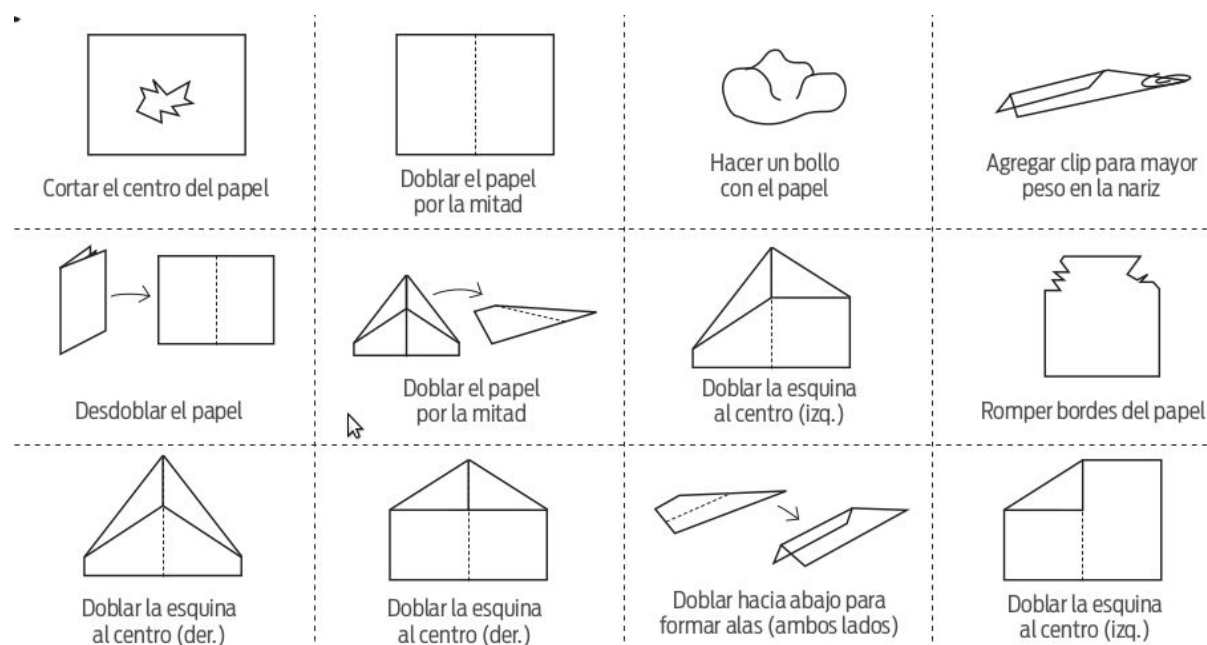 Cortar el centro del papel
Doblar el papel
por la mitad
Hacer un bollo
con el papel
Agregar clip para mayor
peso en la nariz
Desdoblar el papel
Doblar el papel
por la mitad
Doblar la esquina
al centro (izq.)
Romper bordes del papel
Doblar la esquina
al centro (der.)
Doblar la esquina
al centro (der.)
Doblar hacia abajo para
formar alas (ambos lados)
Doblar la esquina
al centro (izq.)